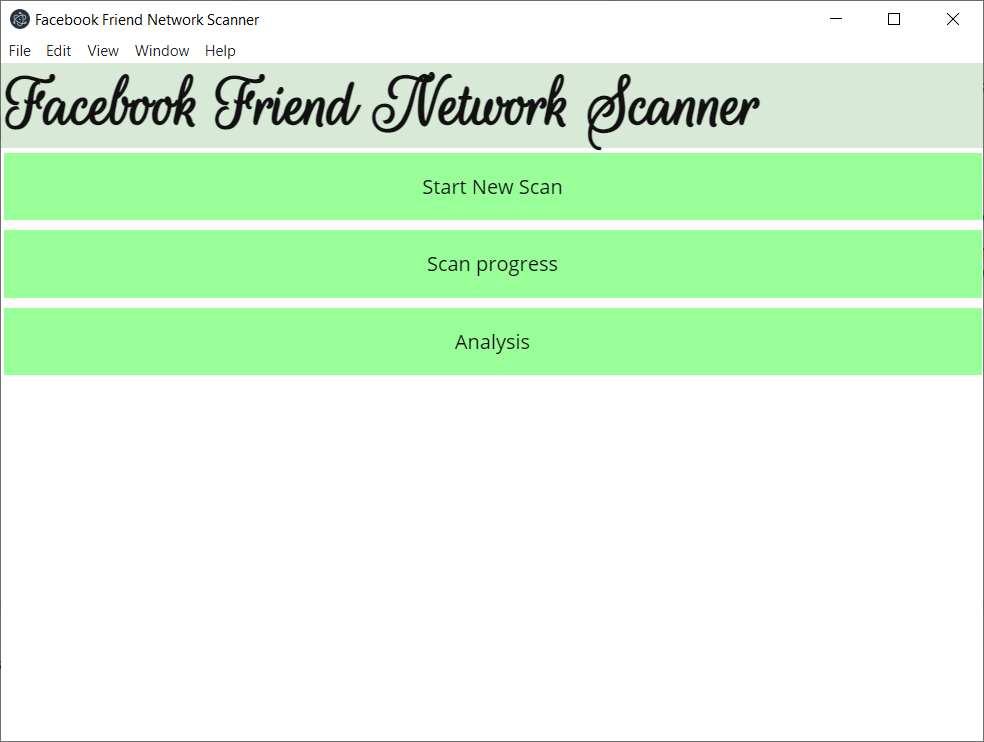 Facebook Friend Network Scanner
File Edit View Window Help
Facebook Friend Network Scanner
Start New Scan
Scan progress
Analysis